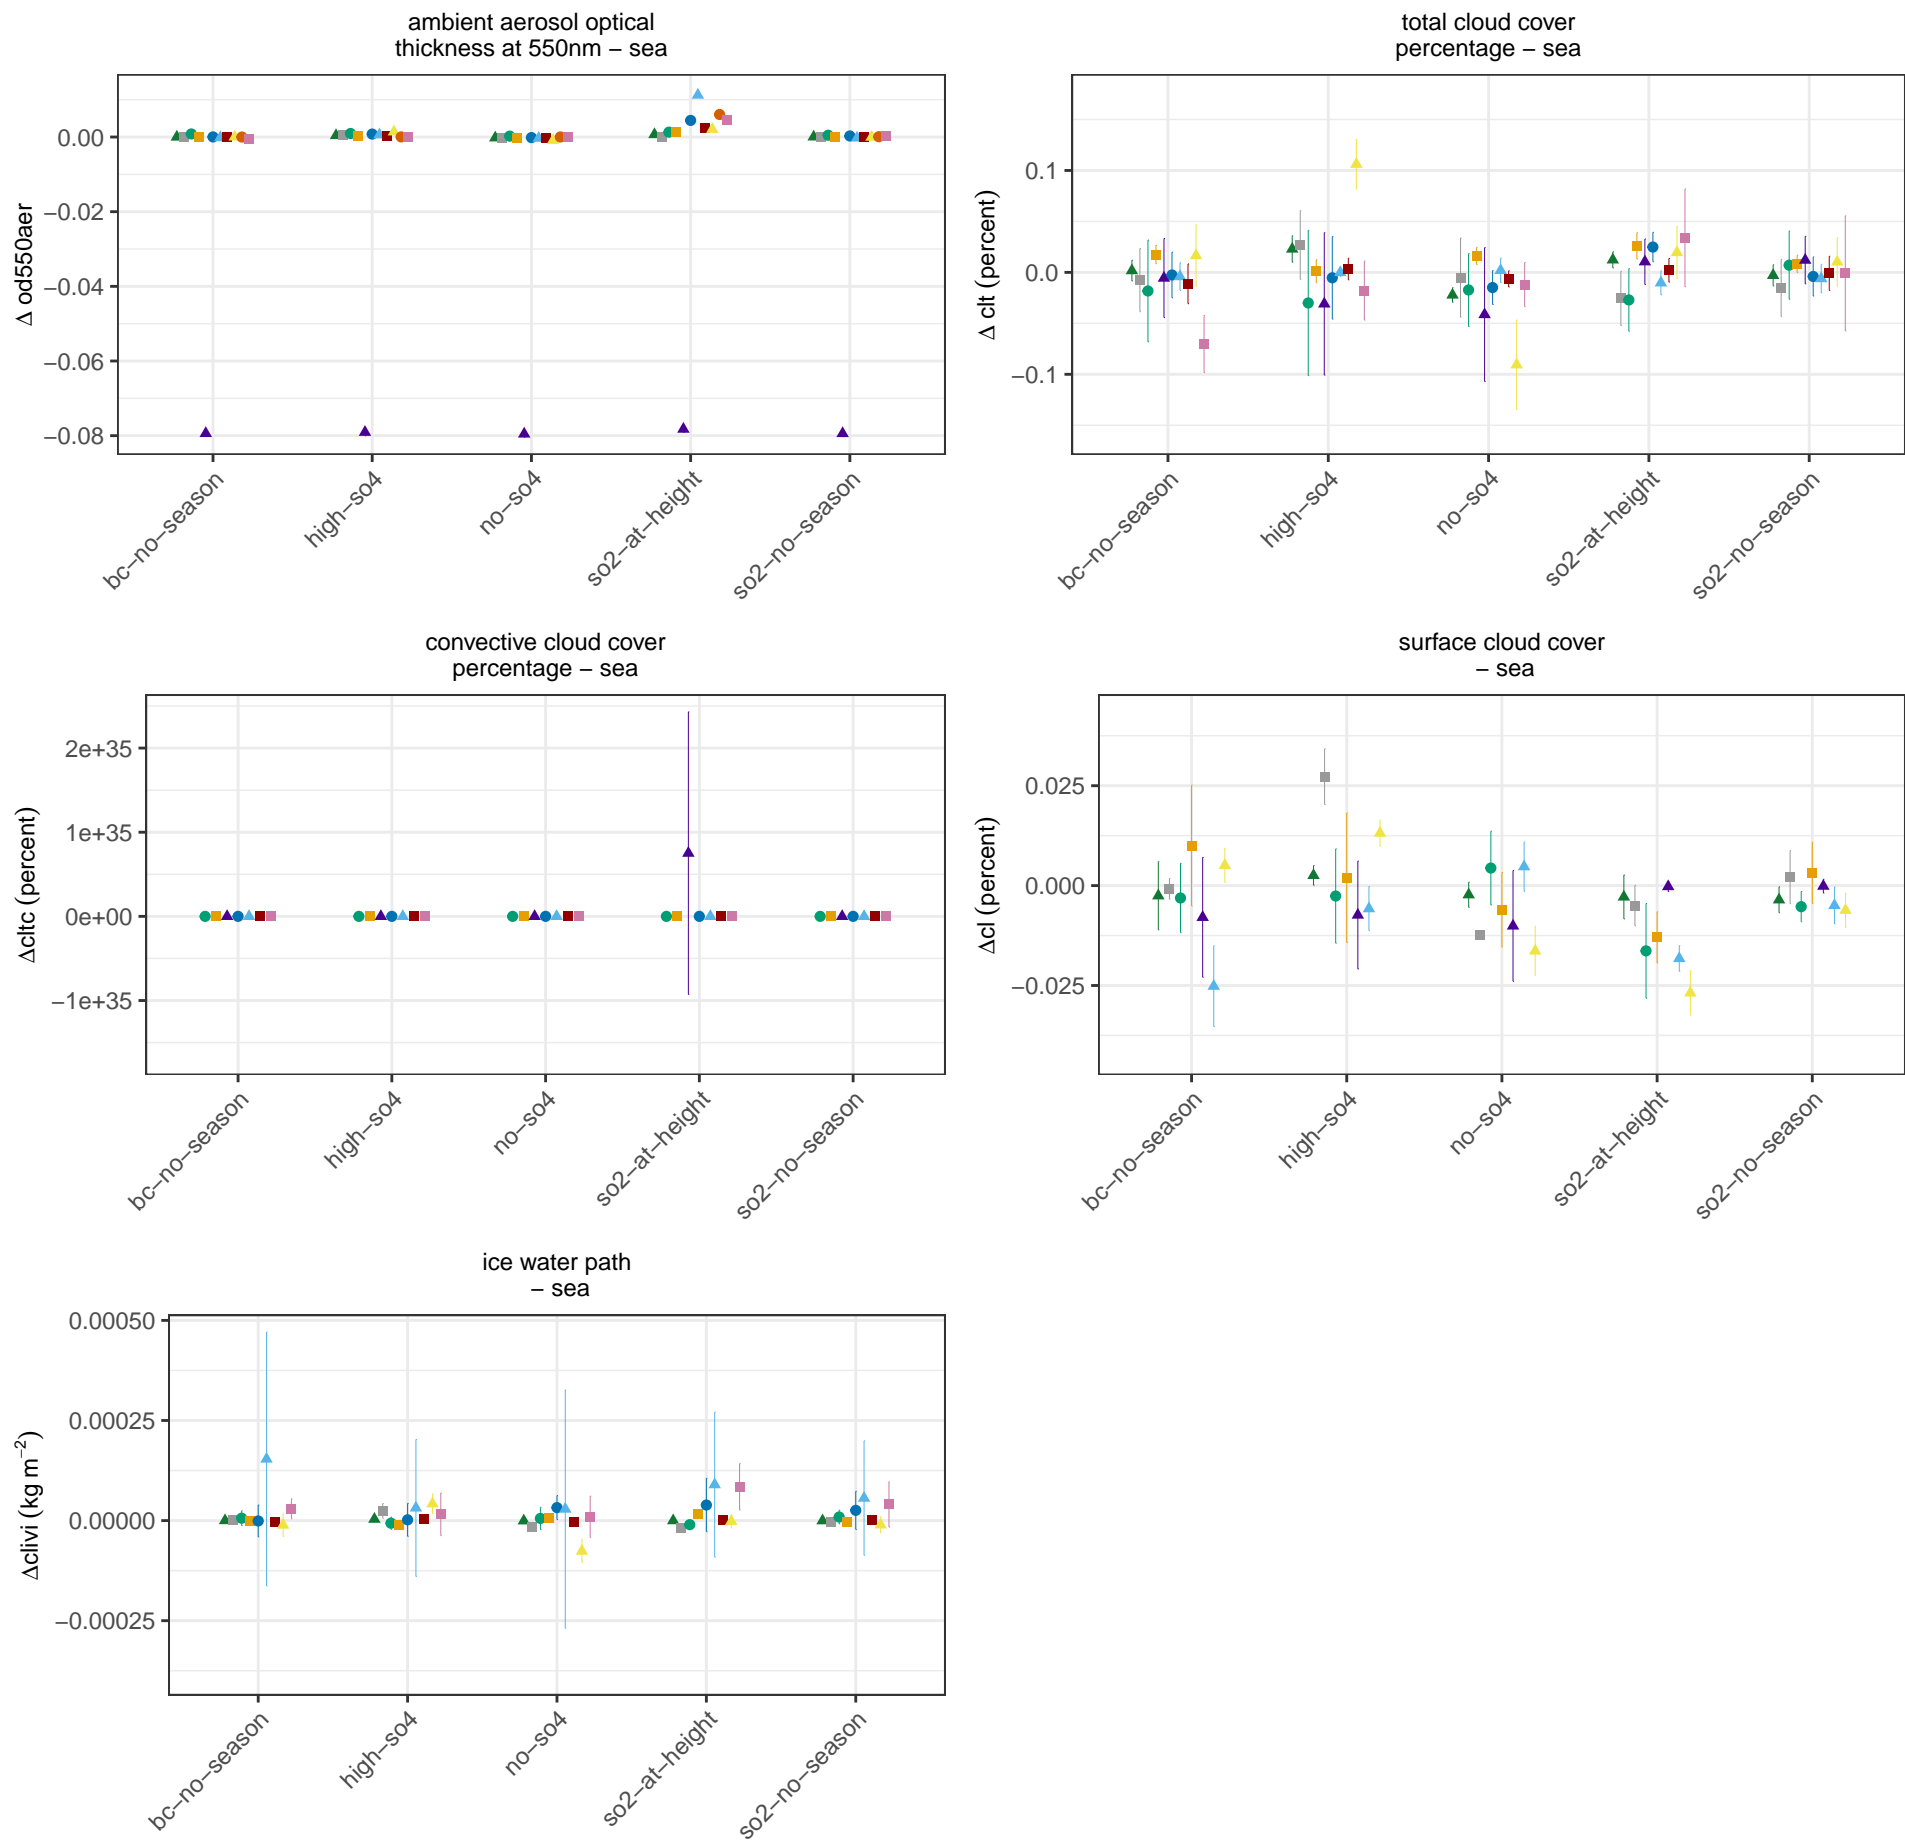 ambient aerosol optical
thickness at 550nm – sea
Δ od550aer
0.00
−0.02
−0.04
−0.06
−0.08
bc−no−season
high−so4
no−so4
so2−at−height
so2−no−season
total cloud cover
percentage – sea
Δ clt (percent)
0.1
0.0
−0.1
bc−no−season
high−so4
no−so4
so2−at−height
so2−no−season
convective cloud cover
percentage – sea
Δcltc (percent)
2e+35
1e+35
0e+00
−1e+35
bc−no−season
high−so4
no−so4
so2−at−height
so2−no−season
surface cloud cover
– sea
Δcl (percent)
0.025
0.000
−0.025
bc−no−season
high−so4
no−so4
so2−at−height
so2−no−season
ice water path
– sea
Δclivi (kg m⁻²)
0.00050
0.00025
0.00000
−0.00025
bc−no−season
high−so4
no−so4
so2−at−height
so2−no−season